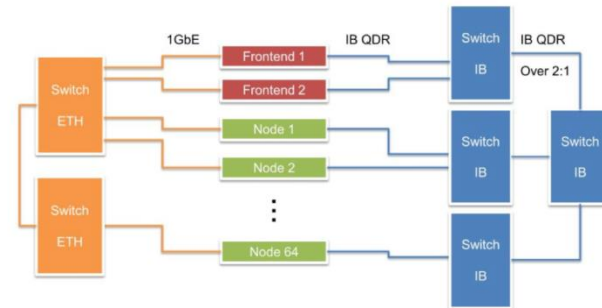 1GbE
IB QDR
IB QDR
Over 2:1
Switch
ETH
Frontend 1
Frontend 2
Switch
IB
Node 1
Node 2
Switch
IB
Switch
IB
Switch
ETH
Node 64
Switch
IB